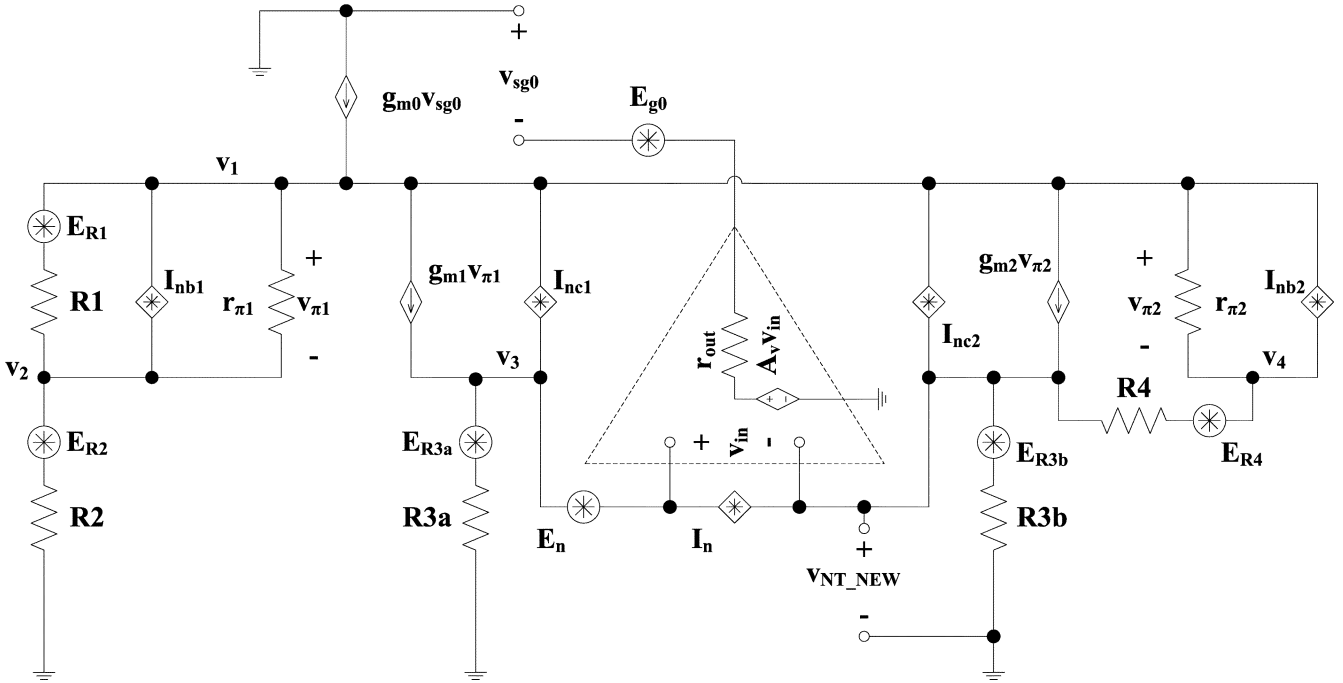 +
v_sg0
-
g_m0v_sg0
E_g0
v_1
E_R1
R1
I_nb1
r_π1
+
v_π1
-
g_m1v_π1
I_nc1
r_out
A_vv_in
+ -
+ v_in -
I_nc2
g_m2v_π2
+
v_π2
-
r_π2
I_nb2
v_2
v_3
v_4
R4
E_R4
E_R2
R2
E_R3a
R3a
E_n
I_n
E_R3b
R3b
+
v_NT_NEW
-